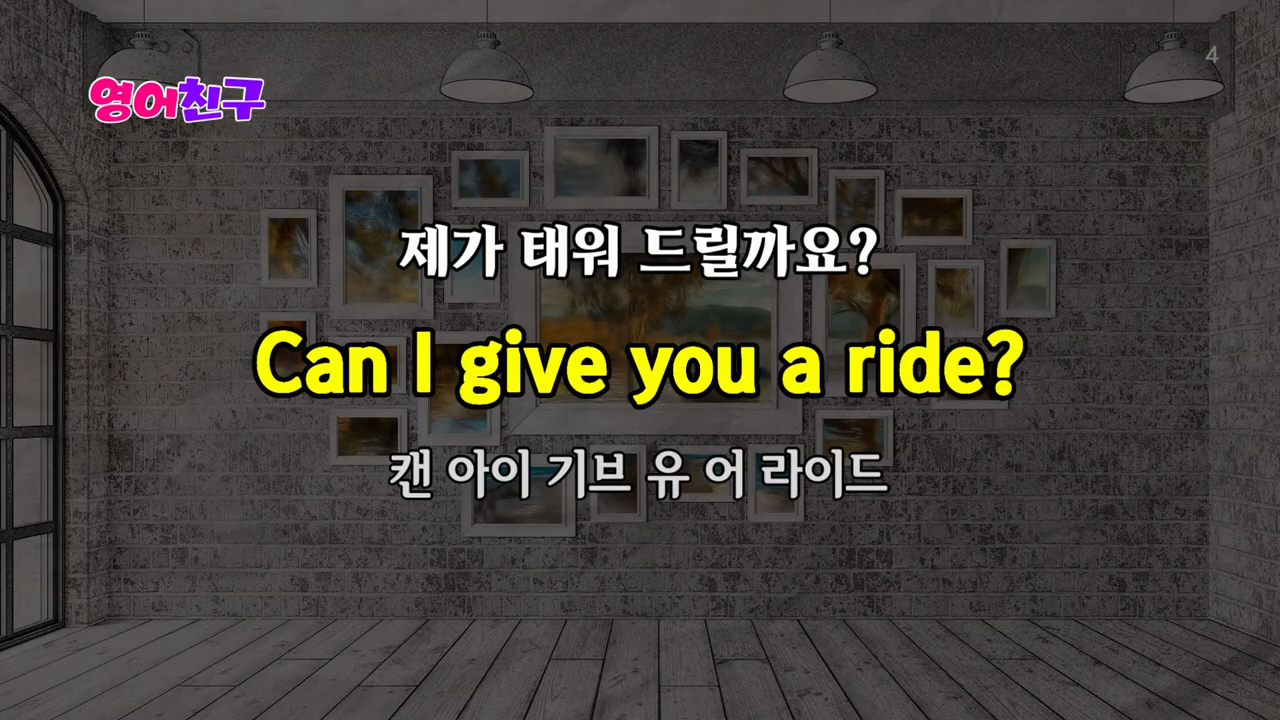 4
영어친구
제가 태워 드릴까요?
Can I give you a ride?
캔 아이 기브 유 어 라이드